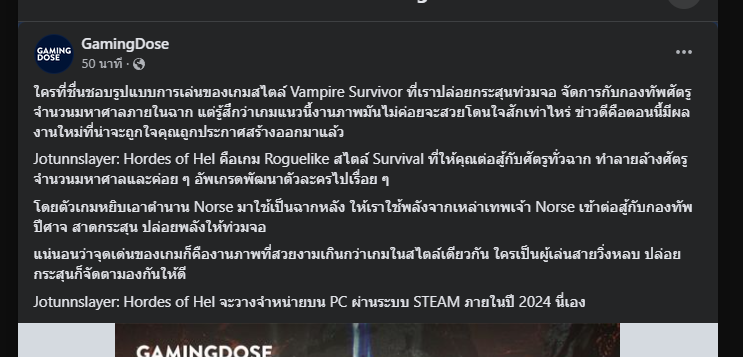 GAMING
DOSE
GamingDose
50 นาที ·
ใครที่ชื่นชอบรูปแบบการเล่นของเกมสไตล์ Vampire Survivor ที่เราปล่อยกระสุนท่วมจอ จัดการกับกองทัพศัตรู
จำนวนมหาศาลภายในฉาก แต่รู้สึกว่าเกมแนวนี้งานภาพมันไม่ค่อยจะสวยโดนใจสักเท่าไหร่ ข่าวดีคือตอนนี้มีผล
งานใหม่ที่น่าจะถูกใจคุณถูกประกาศสร้างออกมาแล้ว
Jotunnslayer: Hordes of Hel คือเกม Roguelike สไตล์ Survival ที่ให้คุณต่อสู้กับศัตรูทั่วฉาก ทำลายล้างศัตรู
จำนวนมหาศาลและค่อย ๆ อัพเกรดพัฒนาตัวละครไปเรื่อย ๆ
โดยตัวเกมหยิบเอาตำนาน Norse มาใช้เป็นฉากหลัง ให้เราใช้พลังจากเหล่าเทพเจ้า Norse เข้าต่อสู้กับกองทัพ
ปีศาจ สาดกระสุน ปล่อยพลังให้ท่วมจอ
แน่นอนว่าจุดเด่นของเกมก็คืองานภาพที่สวยงามเกินกว่าเกมในสไตล์เดียวกัน ใครเป็นผู้เล่นสายวิ่งหลบ ปล่อย
กระสุนก็จัดตามองกันให้ดี
Jotunnslayer: Hordes of Hel จะวางจำหน่ายบน PC ผ่านระบบ STEAM ภายในปี 2024 นี่เอง
GAMINGDOSE